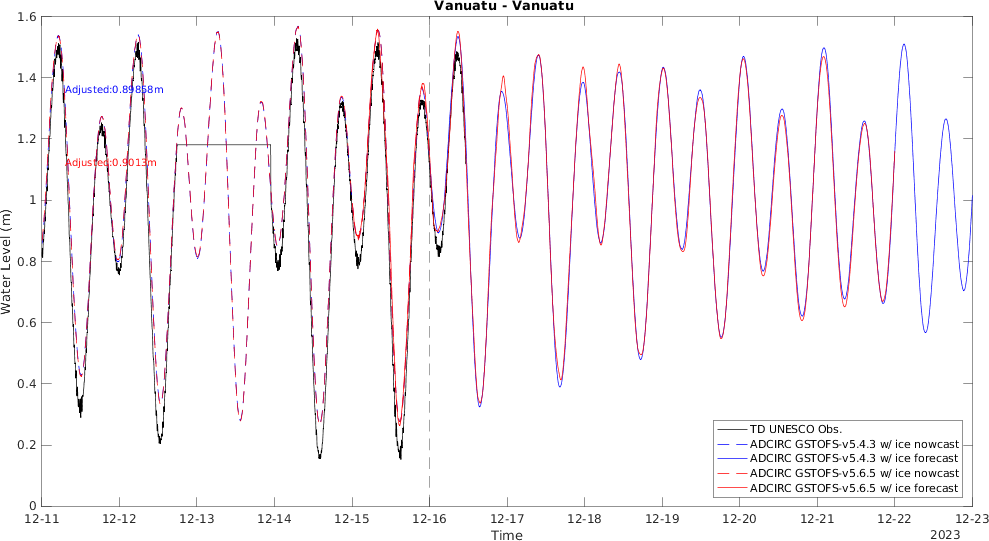 Vanuatu - Vanuatu
1.6
1.4
1.2
1
0.8
0.6
0.4
0.2
0
Water Level (m)
Adjusted:0.89858m
Adjusted:0.9013m
TD UNESCO Obs.
ADCIRC GSTOFS-v5.4.3 w/ ice nowcast
ADCIRC GSTOFS-v5.4.3 w/ ice forecast
ADCIRC GSTOFS-v5.6.5 w/ ice nowcast
ADCIRC GSTOFS-v5.6.5 w/ ice forecast
12-11 12-12 12-13 12-14 12-15 12-16 12-17 12-18 12-19 12-20 12-21 12-22 12-23
Time
2023